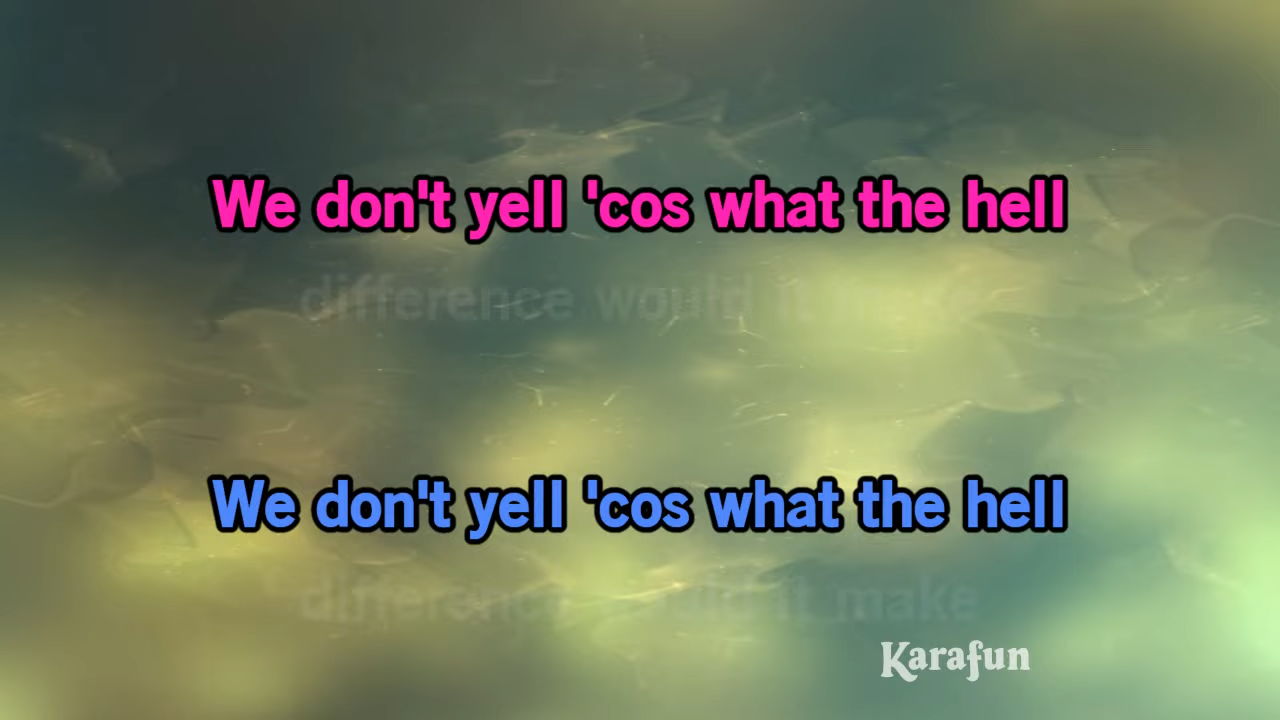 We don't yell 'cos what the hell
difference would it make
We don't yell 'cos what the hell
difference would it make
Karafun